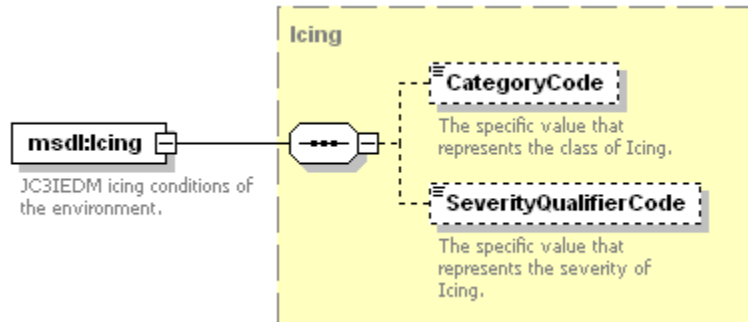 Icing
CategoryCode
The specific value that
represents the class of Icing.
msdl:Icing
JC3IEDM icing conditions of
the environment.
SeverityQualifierCode
The specific value that
represents the severity of
Icing.